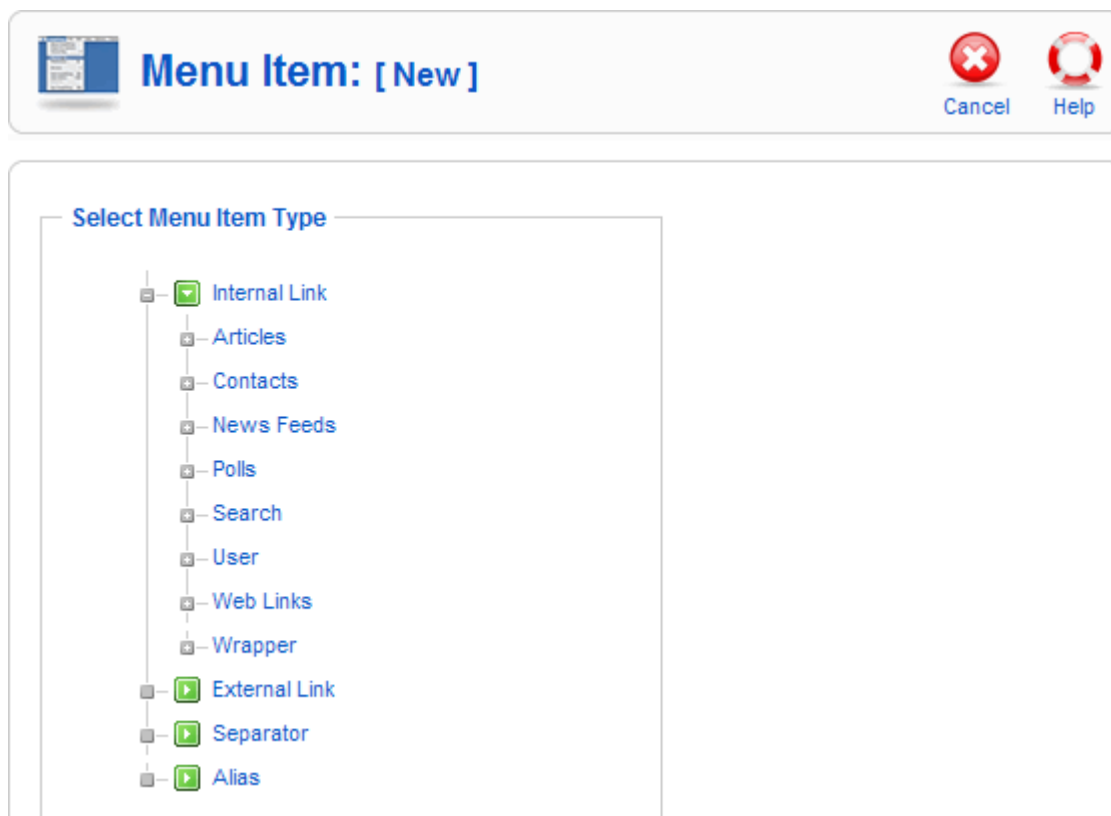 Menu Item: [ New ]
Cancel
Help
Select Menu Item Type
Internal Link
Articles
Contacts
News Feeds
Polls
Search
User
Web Links
Wrapper
External Link
Separator
Alias